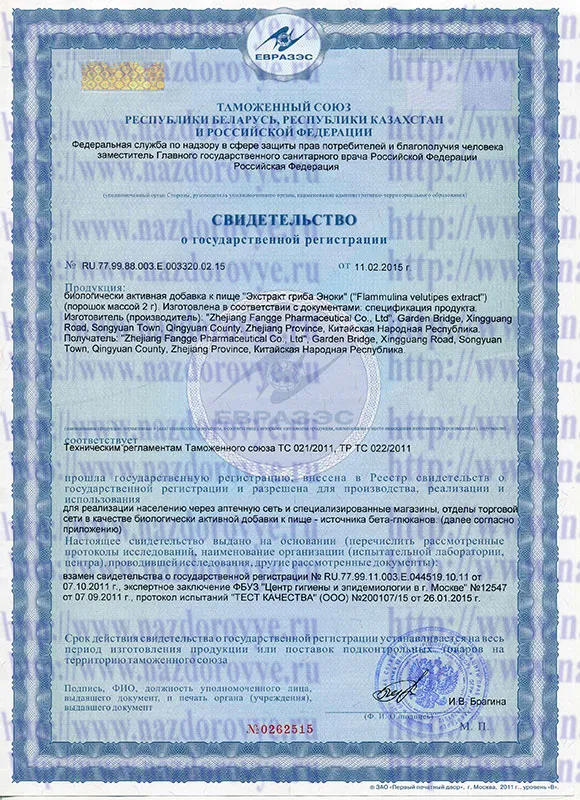 ЕВРАЗЭС
ТАМОЖЕННЫЙ СОЮЗ
РЕСПУБЛИКИ БЕЛАРУСЬ, РЕСПУБЛИКИ КАЗАХСТАН
И РОССИЙСКОЙ ФЕДЕРАЦИИ
Федеральная служба по надзору в сфере защиты прав потребителей и благополучия человека
заместитель Главного государственного санитарного врача Российской Федерации
Российская Федерация
(уполномоченный орган Стороны, руководитель уполномоченного органа, наименование административно-территориального образования)
СВИДЕТЕЛЬСТВО
о государственной регистрации
№ RU.77.99.88.003.E.003320.02.15 от 11.02.2015 г.
Продукция:
биологически активная добавка к пище "Экстракт гриба Эноки" ("Flammulina velutipes extract")
(порошок массой 2 г). Изготовлена в соответствии с документами: спецификация продукта.
Изготовитель (производитель): "Zhejiang Fangge Pharmaceutical Co., Ltd", Garden Bridge, Xingguang
Road, Songyuan Town, Qingyuan County, Zhejiang Province, Китайская Народная Республика.
Получатель: "Zhejiang Fangge Pharmaceutical Co., Ltd", Garden Bridge, Xingguang Road, Songyuan
Town, Qingyuan County, Zhejiang Province, Китайская Народная Республика.
ЕВРАЗЭС
соответствует
Техническим регламентам Таможенного союза ТС 021/2011, ТР ТС 022/2011
прошла государственную регистрацию, внесена в Реестр свидетельств о
государственной регистрации и разрешена для производства, реализации и
использования
для реализации населению через аптечную сеть и специализированные магазины, отделы торговой
сети в качестве биологически активной добавки к пище - источника бета-глюканов. (далее согласно
приложению)
Настоящее свидетельство выдано на основании (перечислить рассмотренные
протоколы исследований, наименование организации (испытательной лаборатории,
центра), проводившей исследования, другие рассмотренные документы):
взамен свидетельства о государственной регистрации № RU.77.99.11.003.Е.044519.10.11 от
07.10.2011 г., экспертное заключение ФБУЗ "Центр гигиены и эпидемиологии в г. Москве" №12547
от 07.09.2011 г., протокол испытаний "ТЕСТ КАЧЕСТВА" (ООО) №200107/15 от 26.01.2015 г.
Срок действия свидетельства о государственной регистрации устанавливается на весь
период изготовления продукции или поставок подконтрольных товаров на
территорию таможенного союза
Подпись, ФИО, должность уполномоченного лица,
выдавшего документ, и печать органа (учреждения),
выдавшего документ
И.В. Брагина
(Ф. И. О./подпись)
М. П.
№0262515
© ЗАО «Первый печатный двор», г. Москва, 2011 г., уровень «В».
http://www.nazdorovye.ru